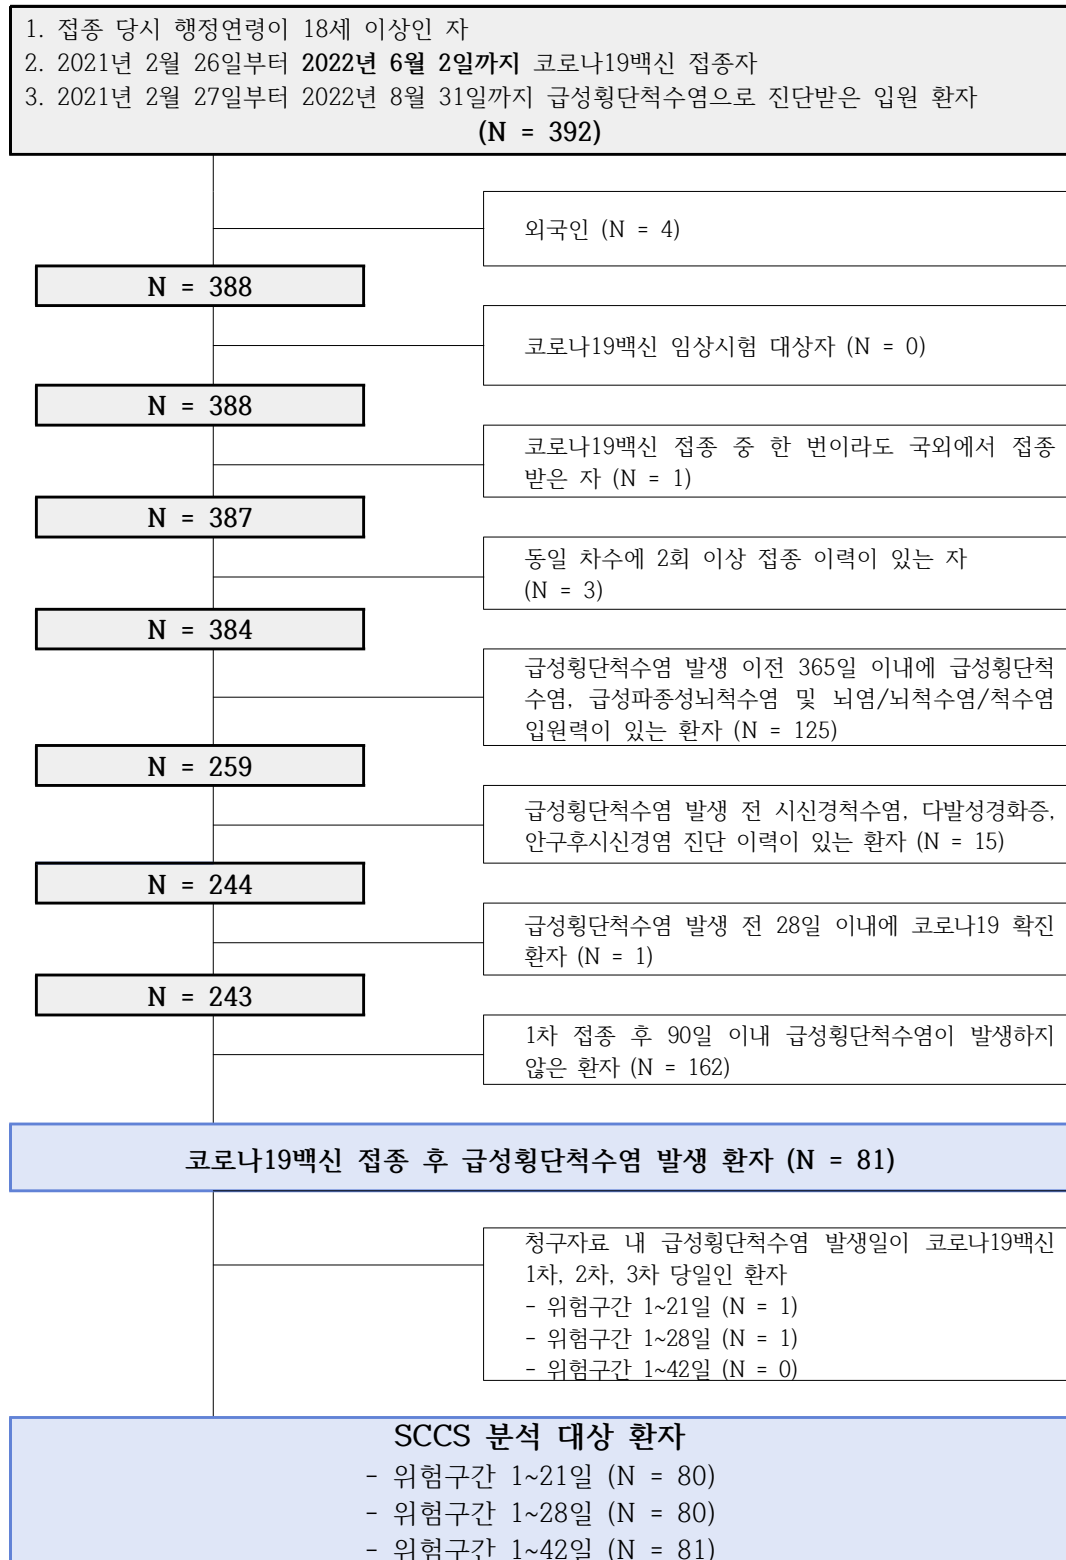 1. 접종 당시 행정연령이 18세 이상인 자
2. 2021년 2월 26일부터 2022년 6월 2일까지 코로나19백신 접종자
3. 2021년 2월 27일부터 2022년 8월 31일까지 급성횡단척수염으로 진단받은 입원 환자
(N = 392)
외국인 (N = 4)
N = 388
코로나19백신 임상시험 대상자 (N = 0)
N = 388
코로나19백신 접종 중 한 번이라도 국외에서 접종
받은 자 (N = 1)
N = 387
동일 차수에 2회 이상 접종 이력이 있는 자
(N = 3)
N = 384
급성횡단척수염 발생 이전 365일 이내에 급성횡단척
수염, 급성파종성뇌척수염 및 뇌염/뇌척수염/척수염
입원력이 있는 환자 (N = 125)
N = 259
급성횡단척수염 발생 전 시신경척수염, 다발성경화증,
안구후시신경염 진단 이력이 있는 환자 (N = 15)
N = 244
급성횡단척수염 발생 전 28일 이내에 코로나19 확진
환자 (N = 1)
N = 243
1차 접종 후 90일 이내 급성횡단척수염이 발생하지
않은 환자 (N = 162)
코로나19백신 접종 후 급성횡단척수염 발생 환자 (N = 81)
청구자료 내 급성횡단척수염 발생일이 코로나19백신
1차, 2차, 3차 당일인 환자
- 위험구간 1~21일 (N = 1)
- 위험구간 1~28일 (N = 1)
- 위험구간 1~42일 (N = 0)
SCCS 분석 대상 환자
- 위험구간 1~21일 (N = 80)
- 위험구간 1~28일 (N = 80)
- 위험구간 1~42일 (N = 81)